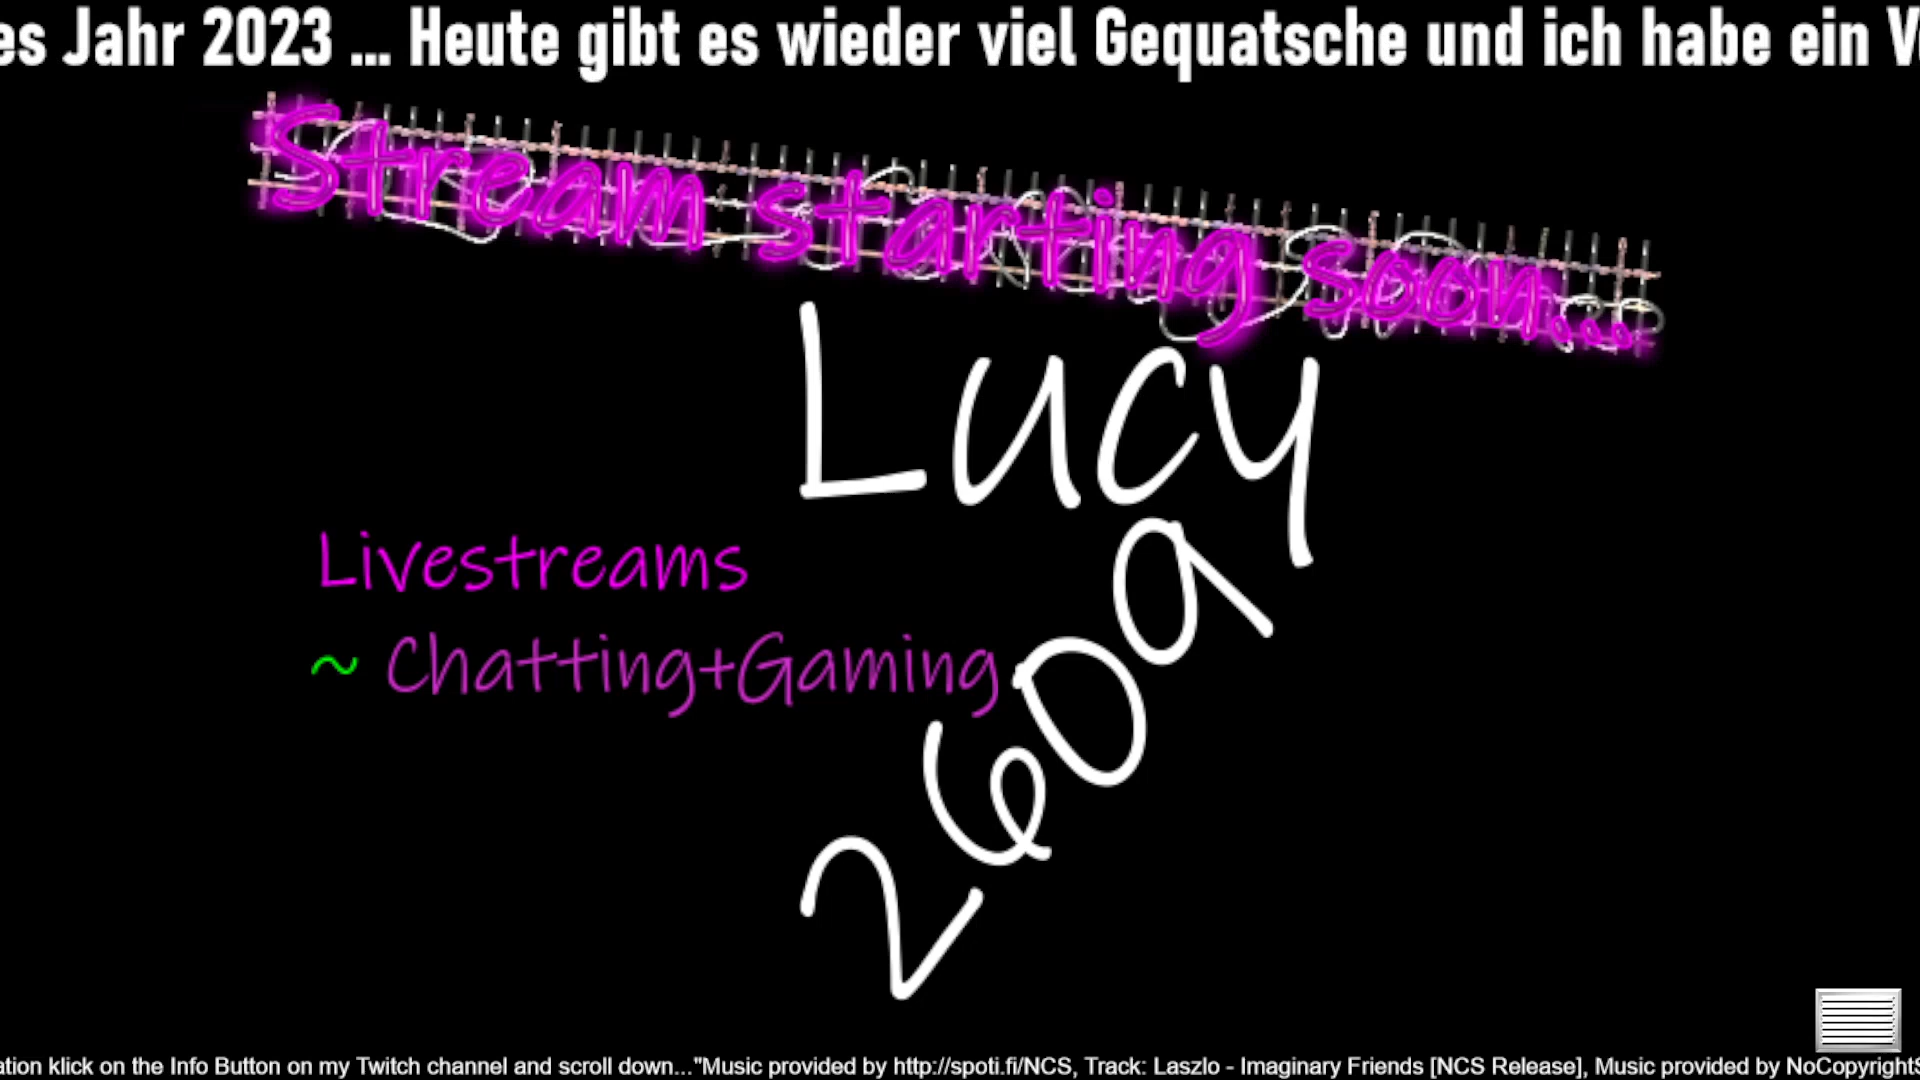 es Jahr 2023 ... Heute gibt es wieder viel Gequatsche und ich habe ein
Stream starting soon...
Lucy
Livestreams
~ Chatting+Gaming
2609
ation klick on the Info Button on my Twitch channel and scroll down..."Music provided by http://spoti.fi/NCS, Track: Laszlo - Imaginary Friends [NCS Release], Music provided by NoCopyrightS